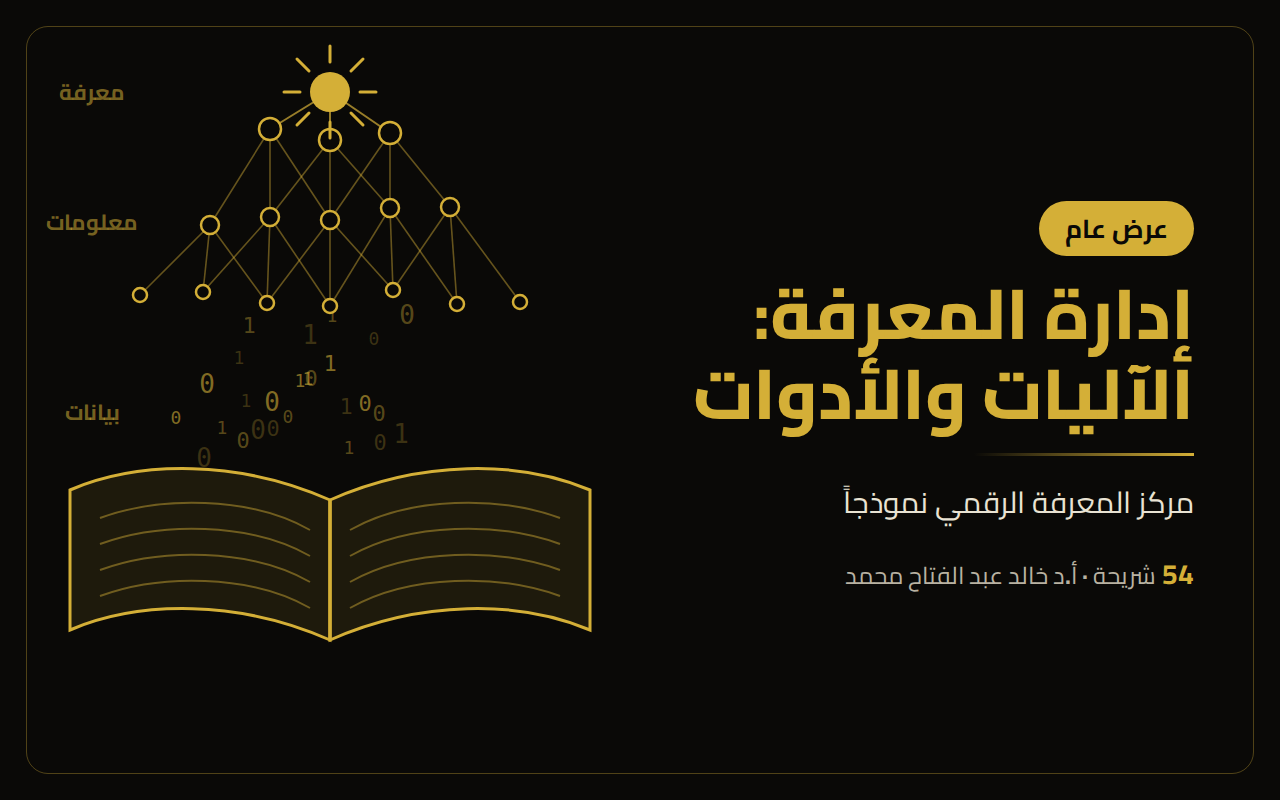 عرض عام
إدارة المعرفة:
الآليات والأدوات
مركز المعرفة الرقمي نموذجاً
54 شريحة · أ.د خالد عبد الفتاح محمد
معرفة
معلومات
بيانات